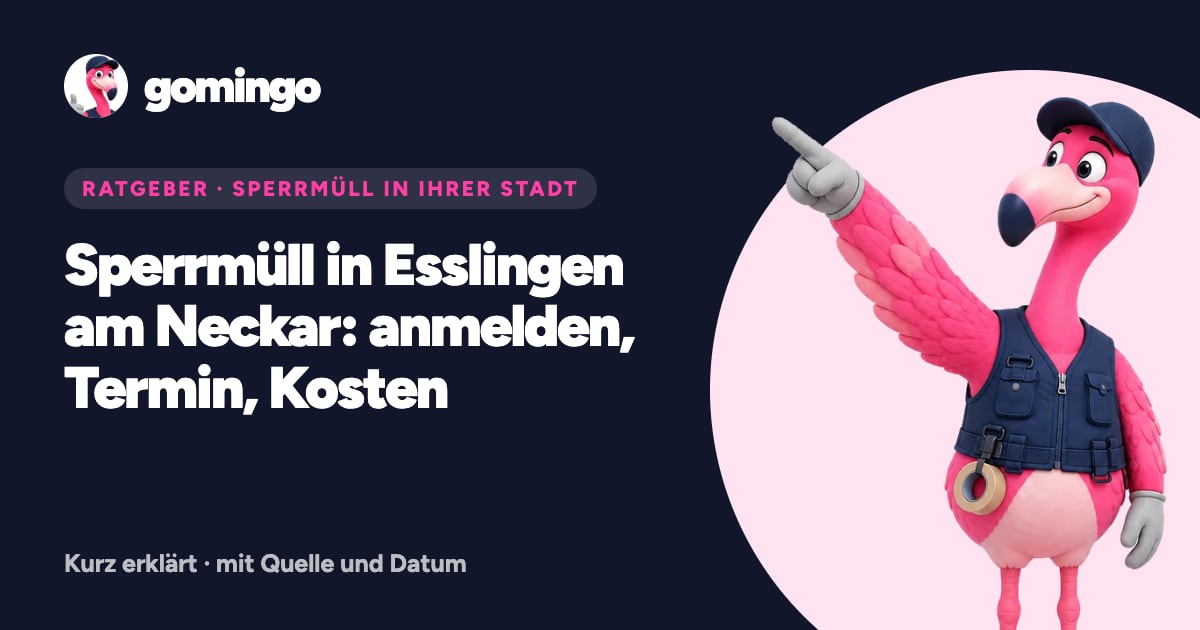 gomingo
RATGEBER · SPERRMÜLL IN IHRER STADT
Sperrmüll in Esslingen
am Neckar: anmelden,
Termin, Kosten
Kurz erklärt · mit Quelle und Datum